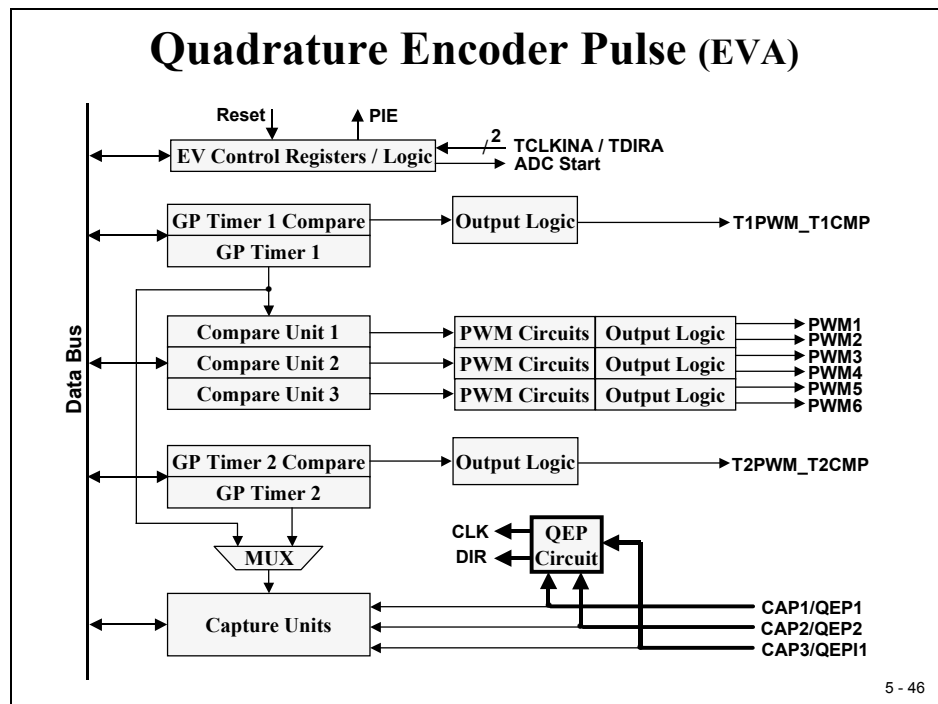 Quadrature Encoder Pulse (EVA)
Reset
PIE
2
TCLKINA / TDIRA
EV Control Registers / Logic
ADC Start
GP Timer 1 Compare
Output Logic
T1PWM_T1CMP
GP Timer 1
Data Bus
Compare Unit 1
PWM Circuits
Output Logic
PWM1
PWM2
Compare Unit 2
PWM Circuits
Output Logic
PWM3
PWM4
Compare Unit 3
PWM Circuits
Output Logic
PWM5
PWM6
GP Timer 2 Compare
Output Logic
T2PWM_T2CMP
GP Timer 2
CLK
DIR
QEP
Circuit
MUX
Capture Units
CAP1/QEP1
CAP2/QEP2
CAP3/QEPI1
5 - 46